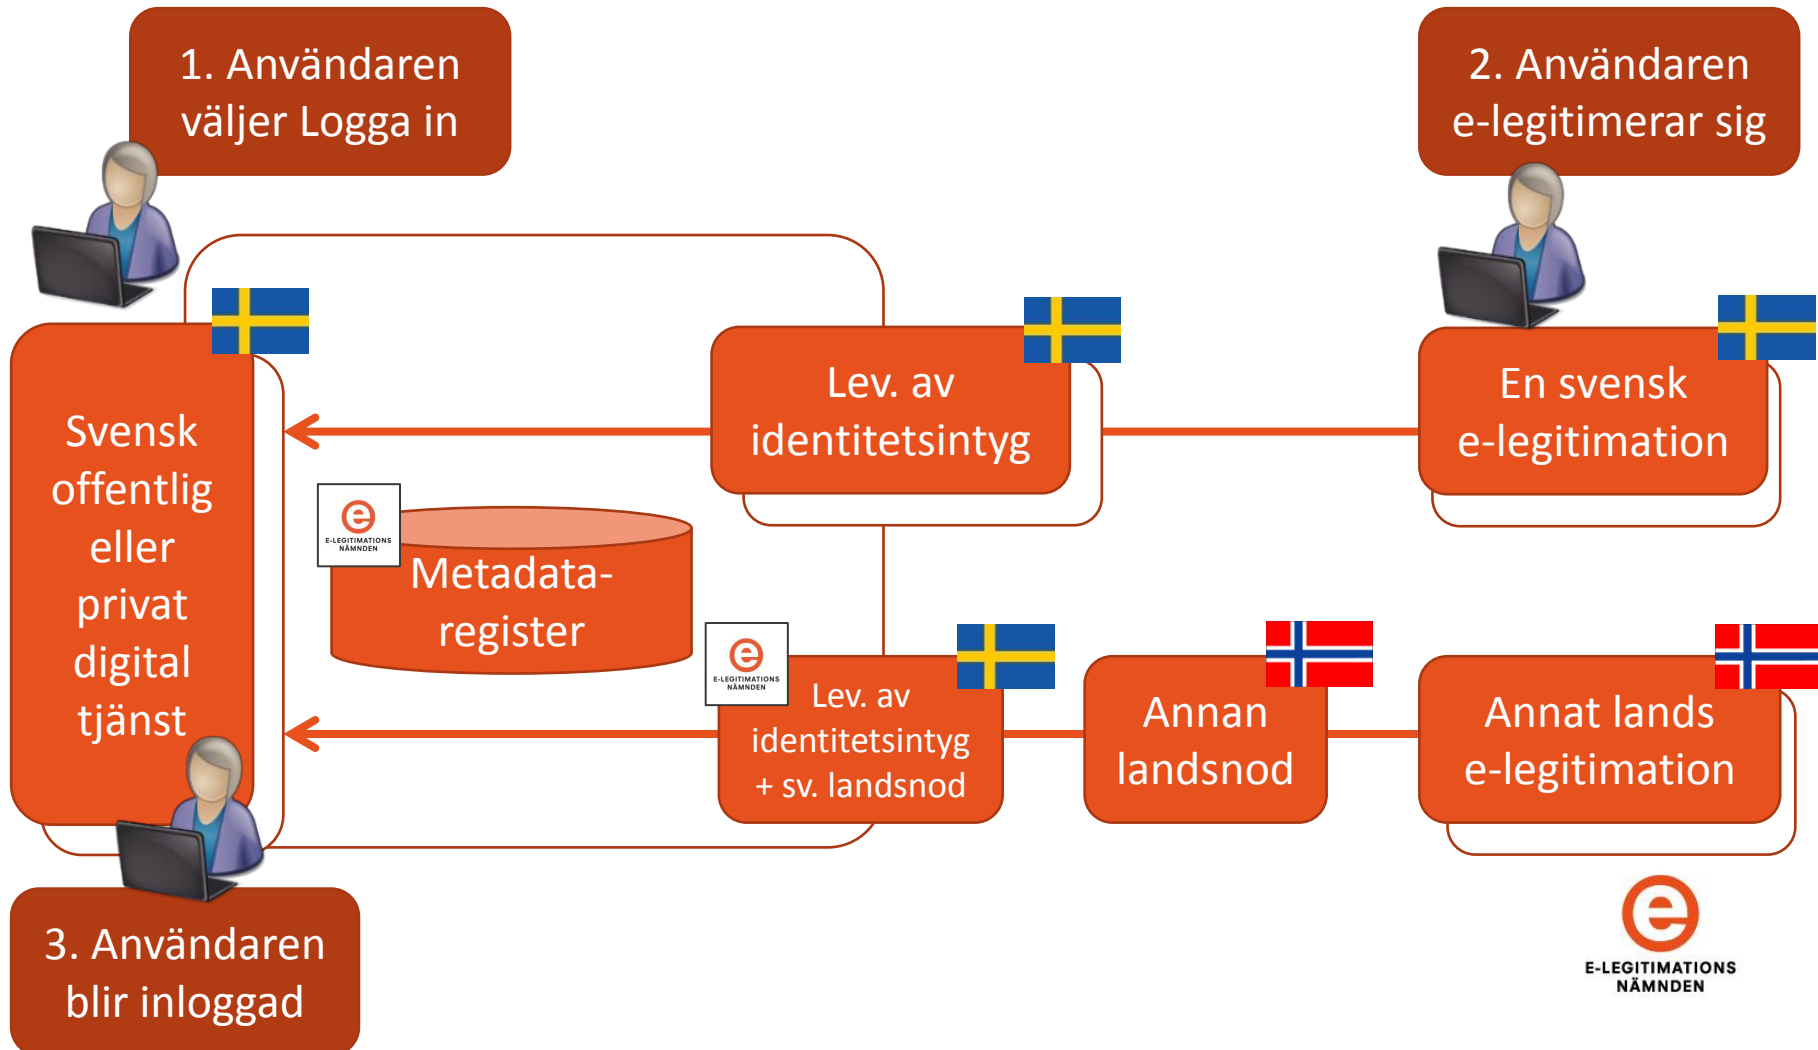 1. Användaren
väljer Logga in
2. Användaren
e-legitimerar sig
Svensk
offentlig
eller
privat
digital
tjänst
Lev. av
identitetsintyg
En svensk
e-legitimation
e
E-LEGITIMATIONS
NÄMNDEN
Metadata-
register
e
E-LEGITIMATIONS
NÄMNDEN
Lev. av
identitetsintyg
+ sv. landsnod
Annan
landsnod
Annat lands
e-legitimation
3. Användaren
blir inloggad
e
E-LEGITIMATIONS
NÄMNDEN